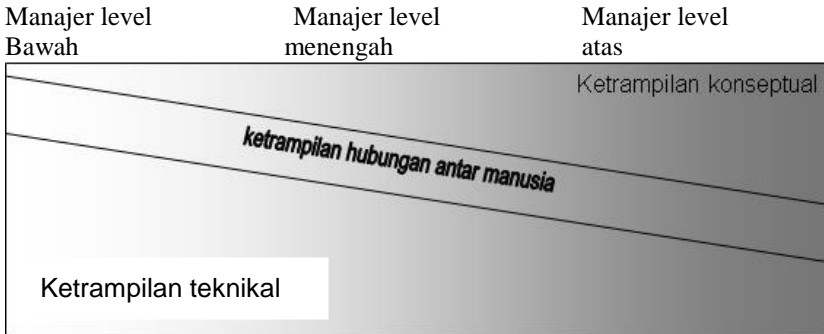 Manajer level Manajer level Manajer level
Bawah menengah atas
Ketrampilan konseptual
ketrampilan hubungan antar manusia
Ketrampilan teknikal